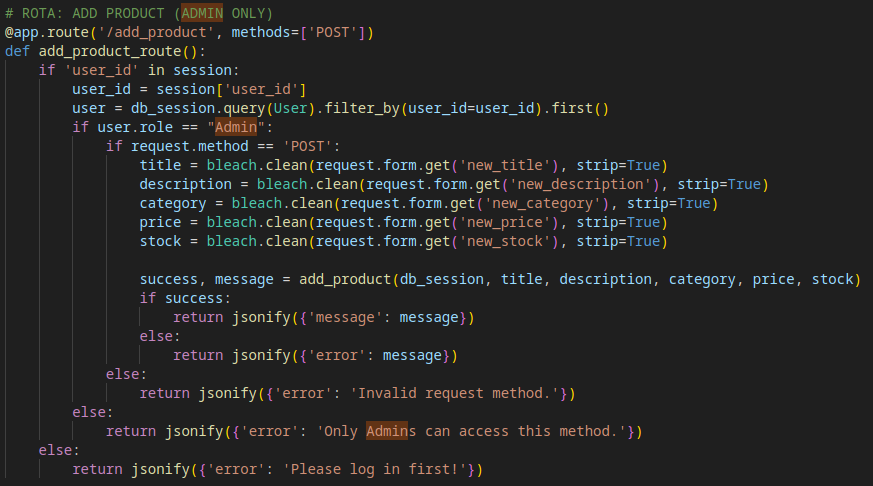 # ROTA: ADD PRODUCT (ADMIN ONLY)
@app.route('/add_product', methods=['POST'])
def add_product_route():
    if 'user_id' in session:
        user_id = session['user_id']
        user = db_session.query(User).filter_by(user_id=user_id).first()
        if user.role == "Admin":
            if request.method == 'POST':
                title = bleach.clean(request.form.get('new_title'), strip=True)
                description = bleach.clean(request.form.get('new_description'), strip=True)
                category = bleach.clean(request.form.get('new_category'), strip=True)
                price = bleach.clean(request.form.get('new_price'), strip=True)
                stock = bleach.clean(request.form.get('new_stock'), strip=True)

                success, message = add_product(db_session, title, description, category, price, stock)
                if success:
                    return jsonify({'message': message})
                else:
                    return jsonify({'error': message})
            else:
                return jsonify({'error': 'Invalid request method.'})
        else:
            return jsonify({'error': 'Only Admins can access this method.'})
    else:
        return jsonify({'error': 'Please log in first!'})